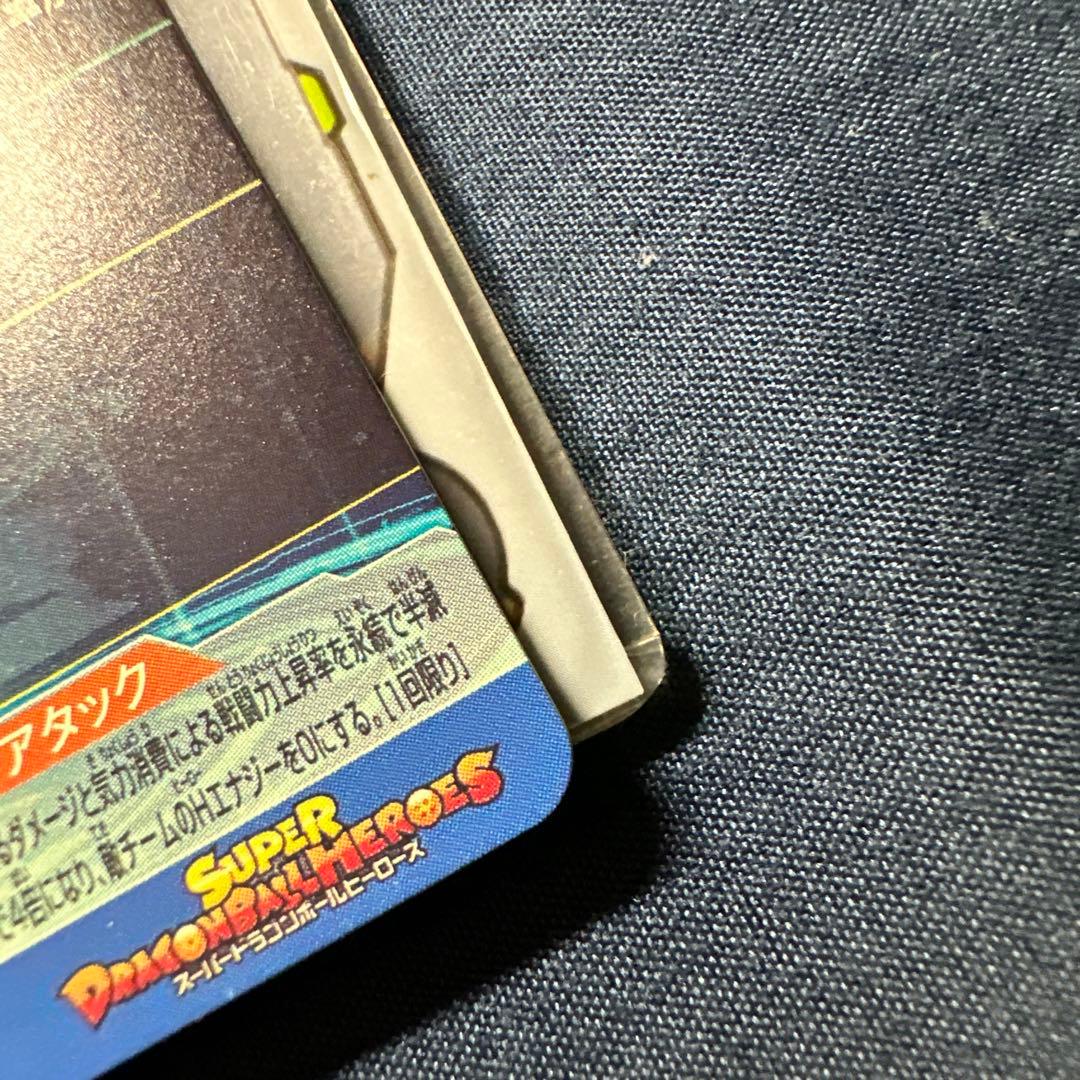 アタック
るダメージと気力消費による戦闘力上昇率を永続で半減
で4倍になり、敵チームのHエナジーを0にする。[1回限り]
SUPER
DRAGONBALL HEROES
スーパードラゴンボールヒーローズ